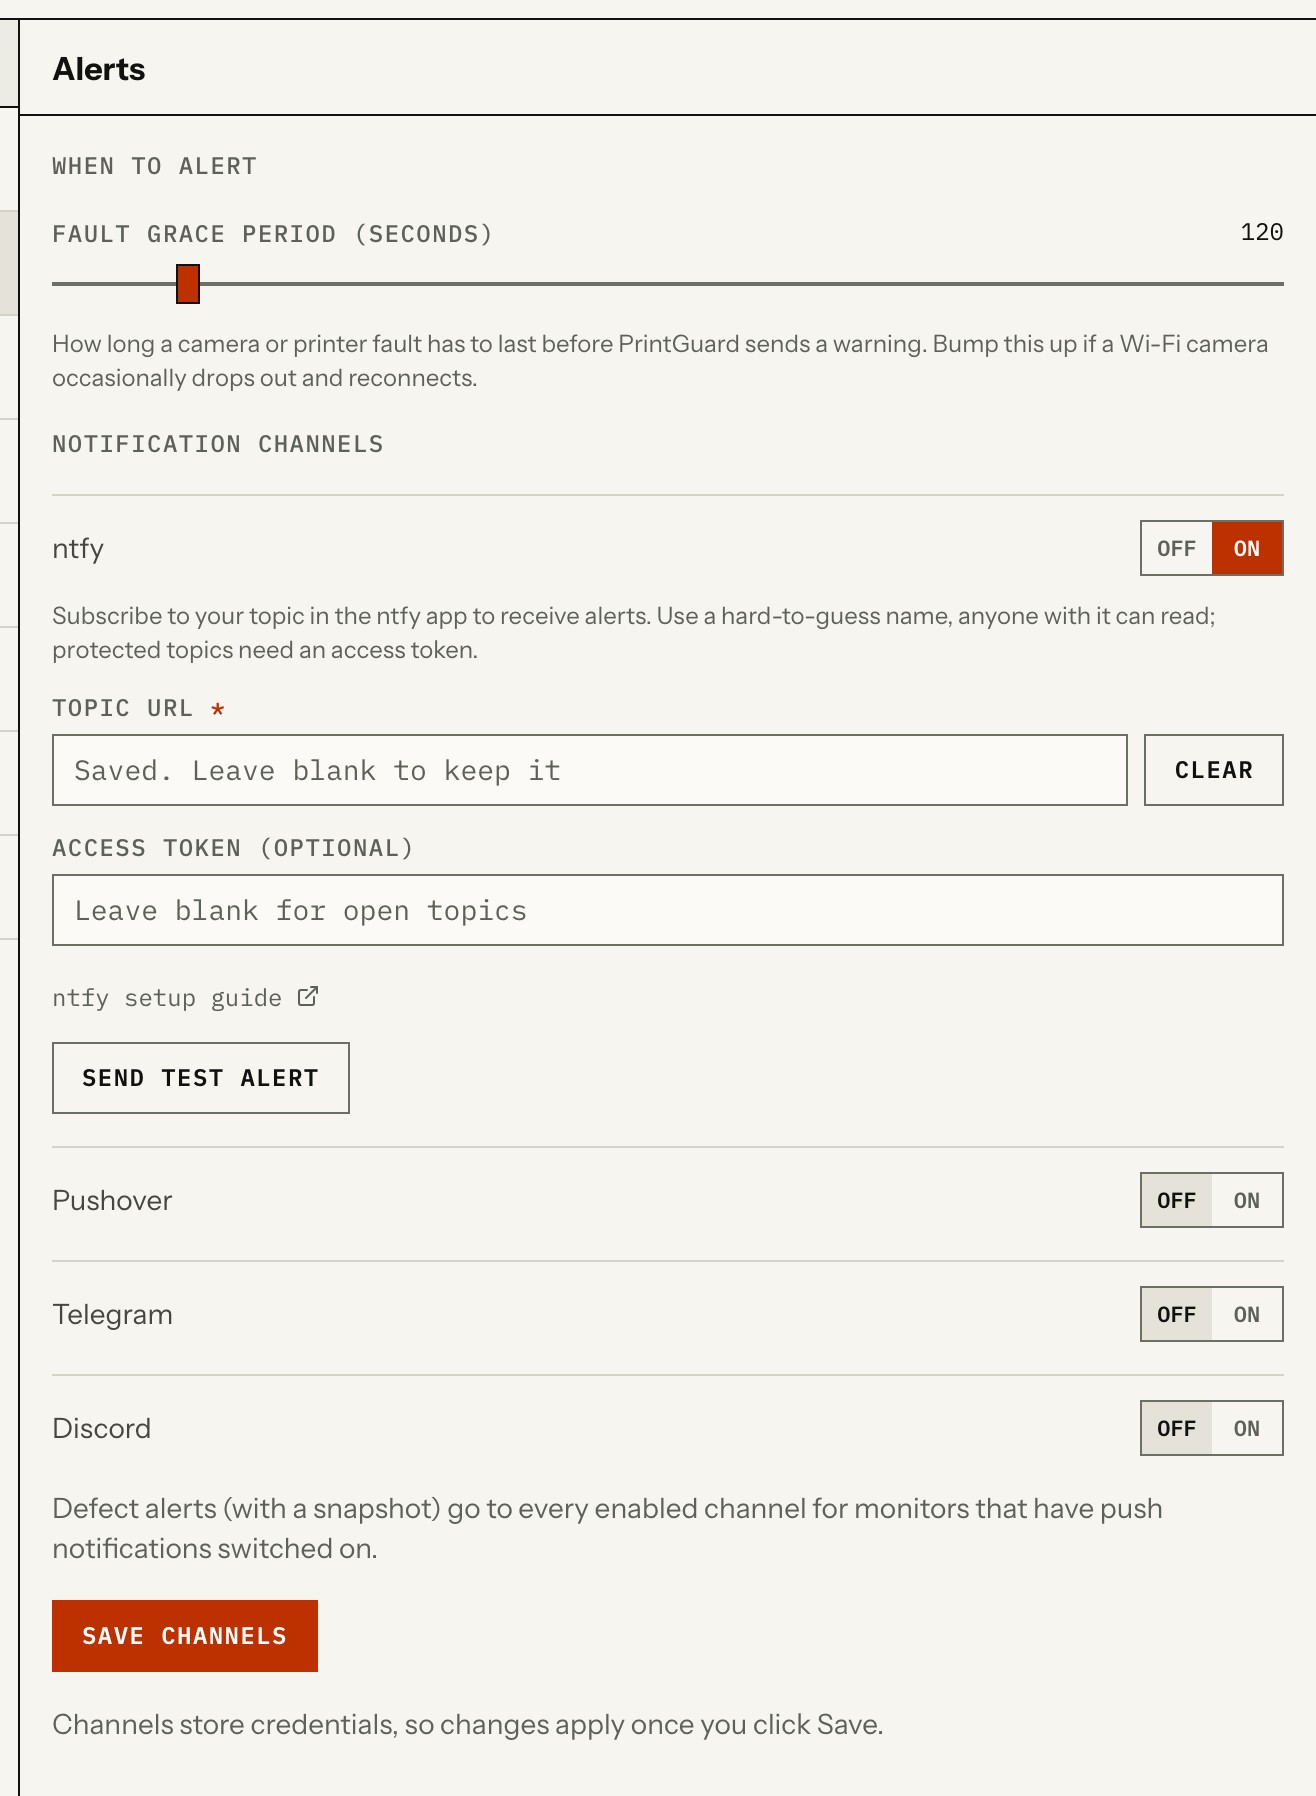 Alerts
WHEN TO ALERT
FAULT GRACE PERIOD (SECONDS)
120
How long a camera or printer fault has to last before PrintGuard sends a warning. Bump this up if a Wi-Fi camera
occasionally drops out and reconnects.
NOTIFICATION CHANNELS
ntfy
OFF ON
Subscribe to your topic in the ntfy app to receive alerts. Use a hard-to-guess name, anyone with it can read;
protected topics need an access token.
TOPIC URL *
Saved. Leave blank to keep it
CLEAR
ACCESS TOKEN (OPTIONAL)
Leave blank for open topics
ntfy setup guide
SEND TEST ALERT
Pushover
OFF ON
Telegram
OFF ON
Discord
OFF ON
Defect alerts (with a snapshot) go to every enabled channel for monitors that have push
notifications switched on.
SAVE CHANNELS
Channels store credentials, so changes apply once you click Save.